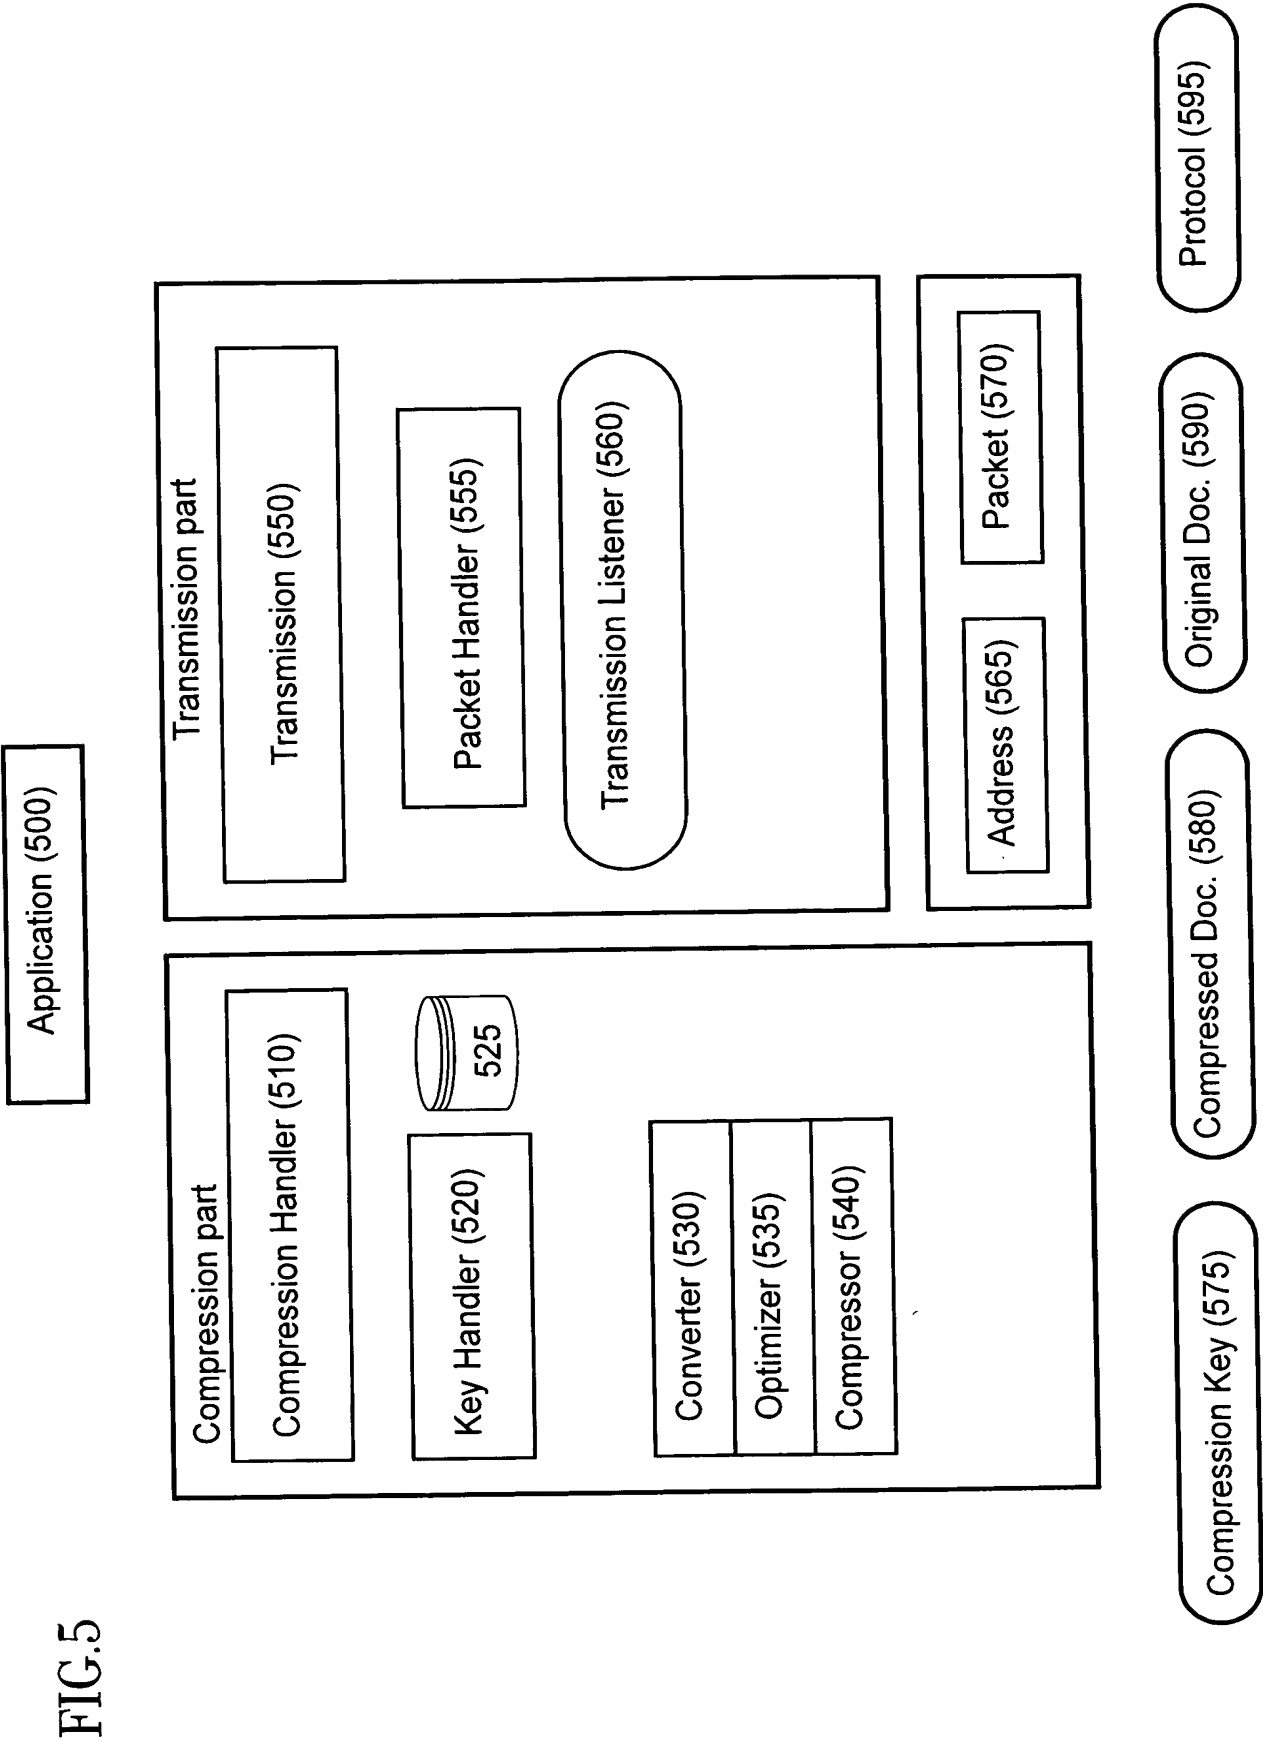 FIG.5
Application (500)
Compression part
Compression Handler (510)
Key Handler (520)
525
Converter (530)
Optimizer (535)
Compressor (540)
Transmission part
Transmission (550)
Packet Handler (555)
Transmission Listener (560)
Address (565)
Packet (570)
Compression Key (575)
Compressed Doc. (580)
Original Doc. (590)
Protocol (595)